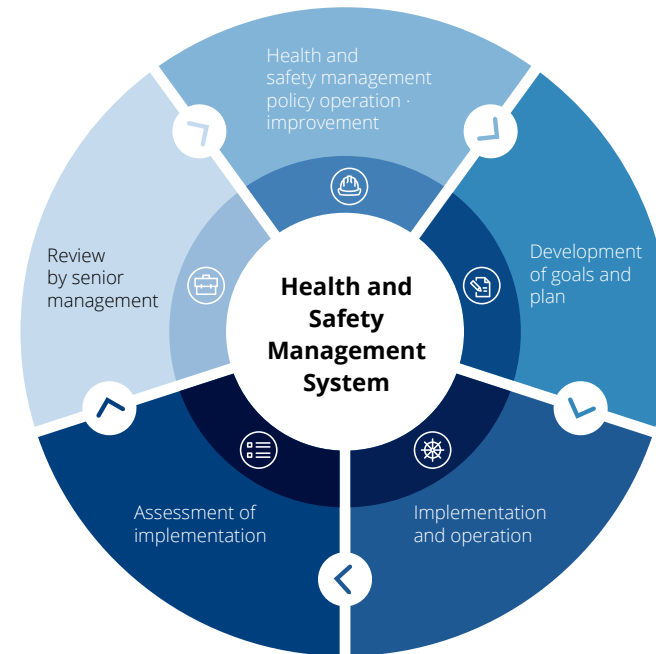 Health and
safety management
policy operation ·
improvement
Development
of goals and
plan
Implementation
and operation
Assessment of
implementation
Review
by senior
management
Health and
Safety
Management
System